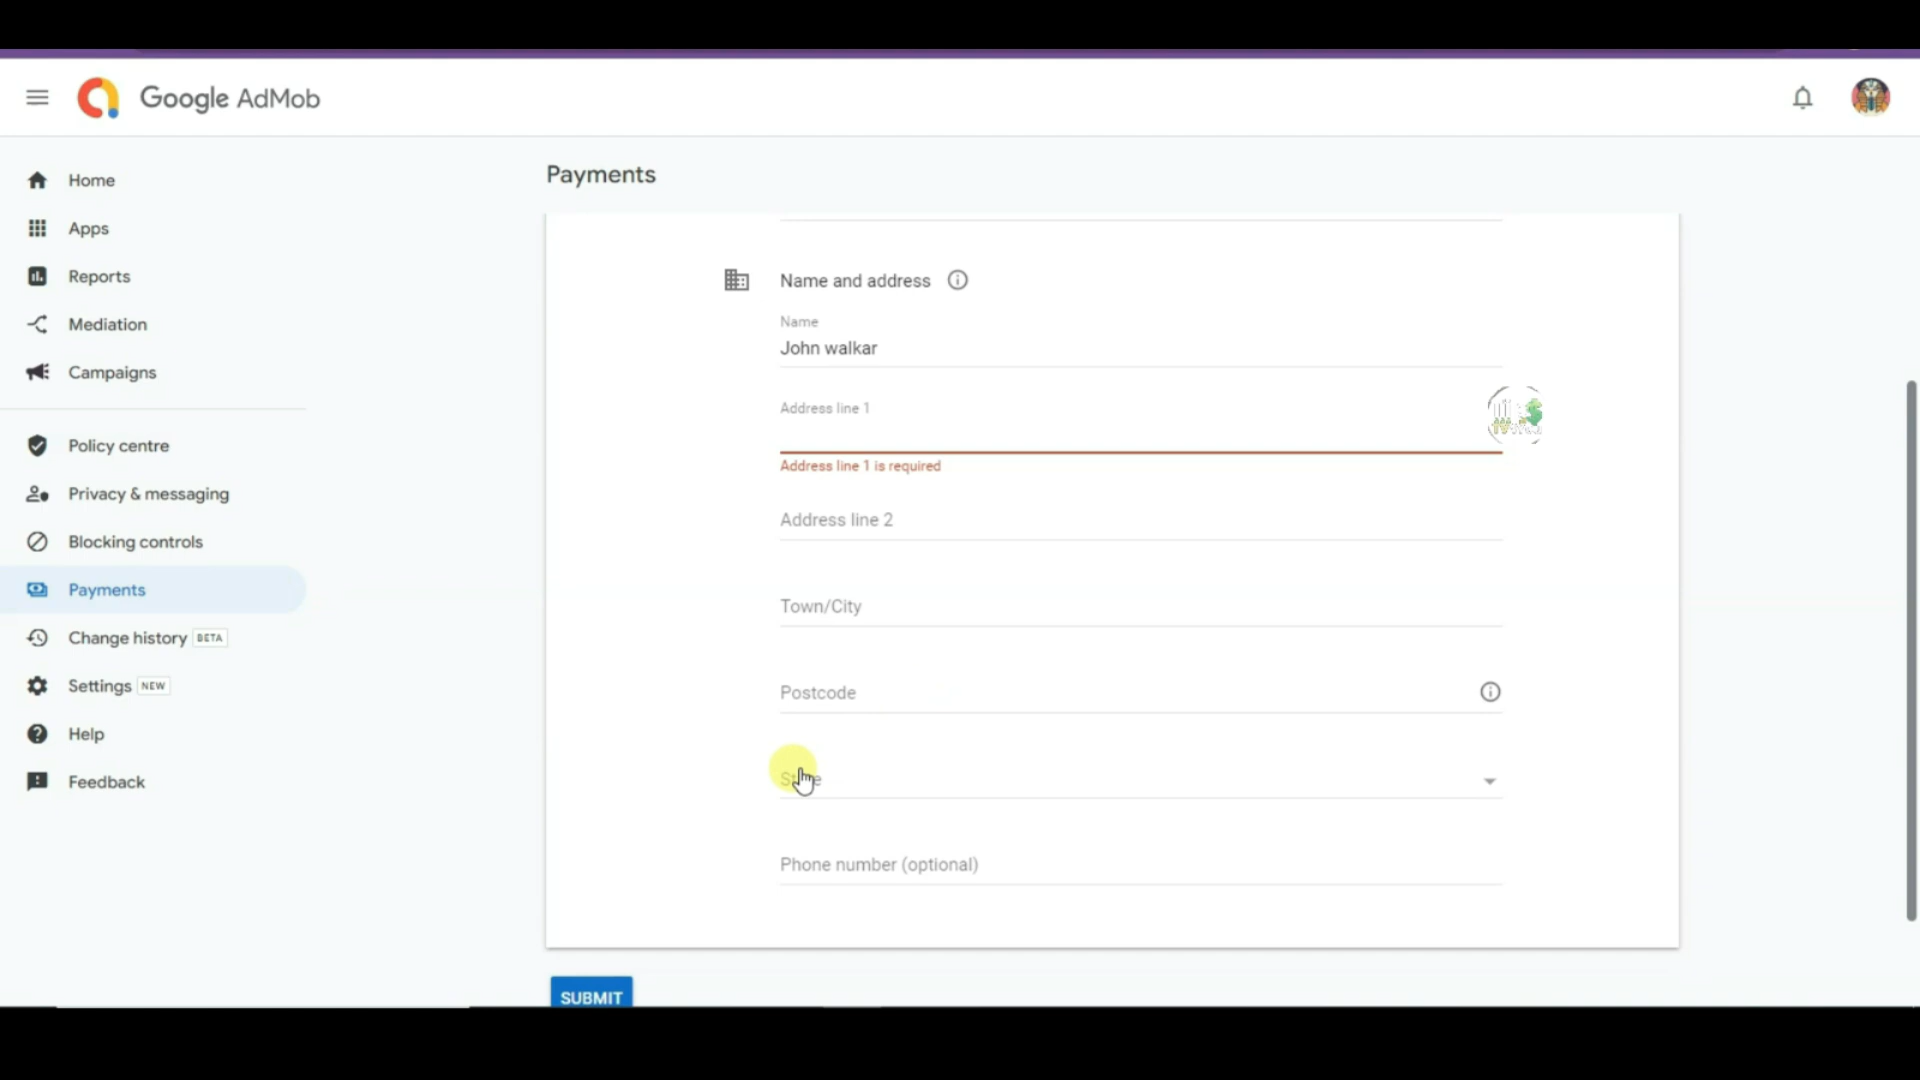 Google AdMob
Home
Apps
Reports
Mediation
Campaigns
Policy centre
Privacy & messaging
Blocking controls
Payments
Change history BETA
Settings NEW
Help
Feedback
Payments
Name and address
Name
John walkar
Address line 1
Address line 1 is required
Address line 2
Town/City
Postcode
Phone number (optional)
SUBMIT